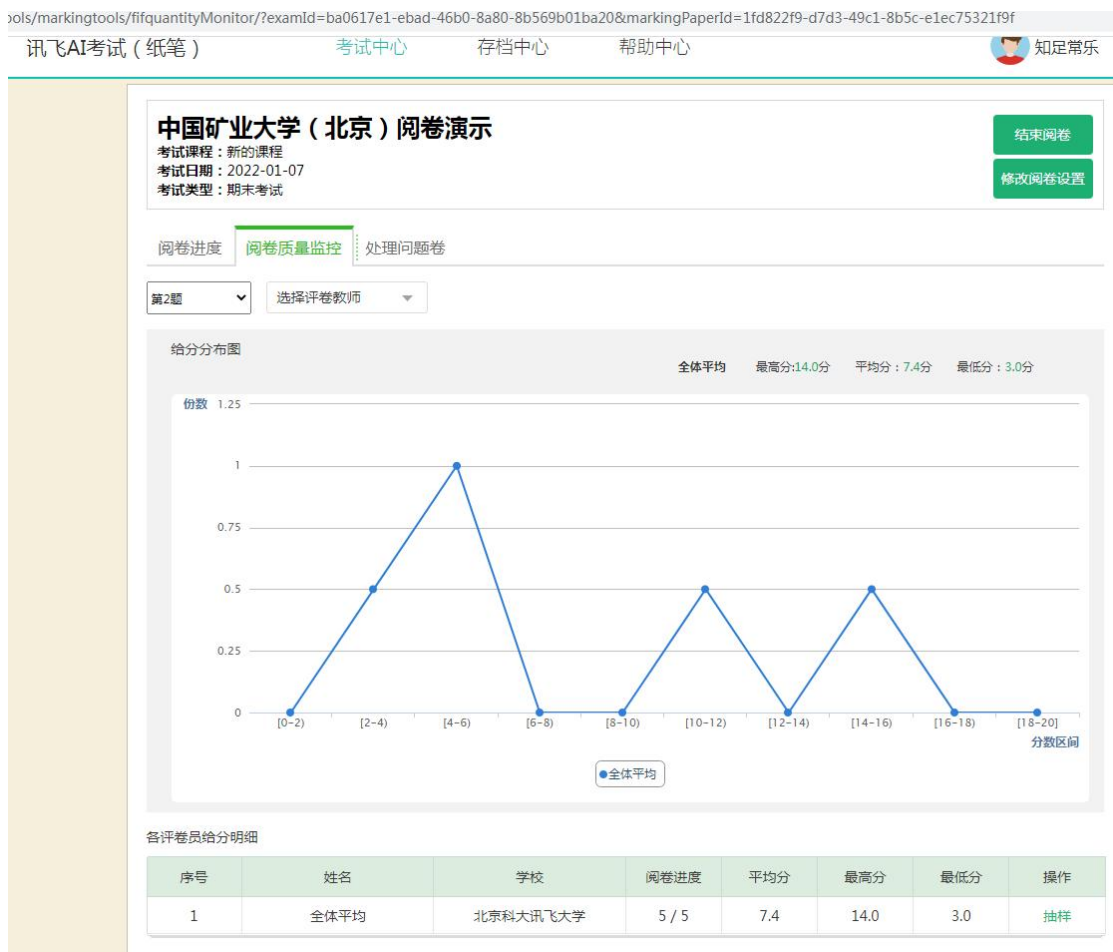 ools/markingtools/fifquantityMonitor/?examId=ba0617e1-ebad-46b0-8a80-8b569b01ba20&markingPaperId=1fd822f9-d7d3-49c1-8b5c-e1ec75321f9f
讯飞AI考试（纸笔） 考试中心 存档中心 帮助中心 知足常乐
中国矿业大学（北京）阅卷演示
考试课程：新的课程
考试日期：2022-01-07
考试类型：期末考试
结束阅卷
修改阅卷设置
阅卷进度 阅卷质量监控 处理问题卷
第2题 选择评卷教师
给分分布图
全体平均 最高分:14.0分 平均分：7.4分 最低分：3.0分
份数 1.25
1
0.75
0.5
0.25
0
[0~2) [2~4) [4~6) [6~8) [8~10) [10~12) [12~14) [14~16) [16~18) [18~20]
分数区间
全体平均
各评卷员给分明细
序号 姓名 学校 阅卷进度 平均分 最高分 最低分 操作
1 全体平均 北京科大讯飞大学 5 / 5 7.4 14.0 3.0 抽样